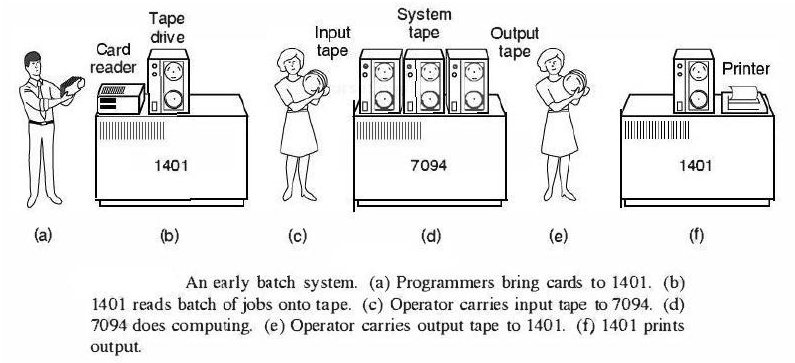 Tape
drive
Card
reader
1401
Input
tape
System
tape
7094
Output
tape
Printer
1401
(a)
(b)
(c)
(d)
(e)
(f)
An early batch system. (a) Programmers bring cards to 1401. (b)
1401 reads batch of jobs onto tape. (c) Operator carries input tape to 7094. (d)
7094 does computing. (e) Operator carries output tape to 1401. (f) 1401 prints
output.